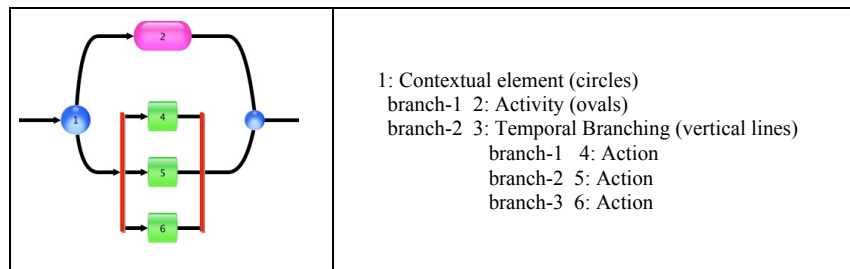 2
1
4
5
6
1: Contextual element (circles)
branch-1 2: Activity (ovals)
branch-2 3: Temporal Branching (vertical lines)
branch-1 4: Action
branch-2 5: Action
branch-3 6: Action